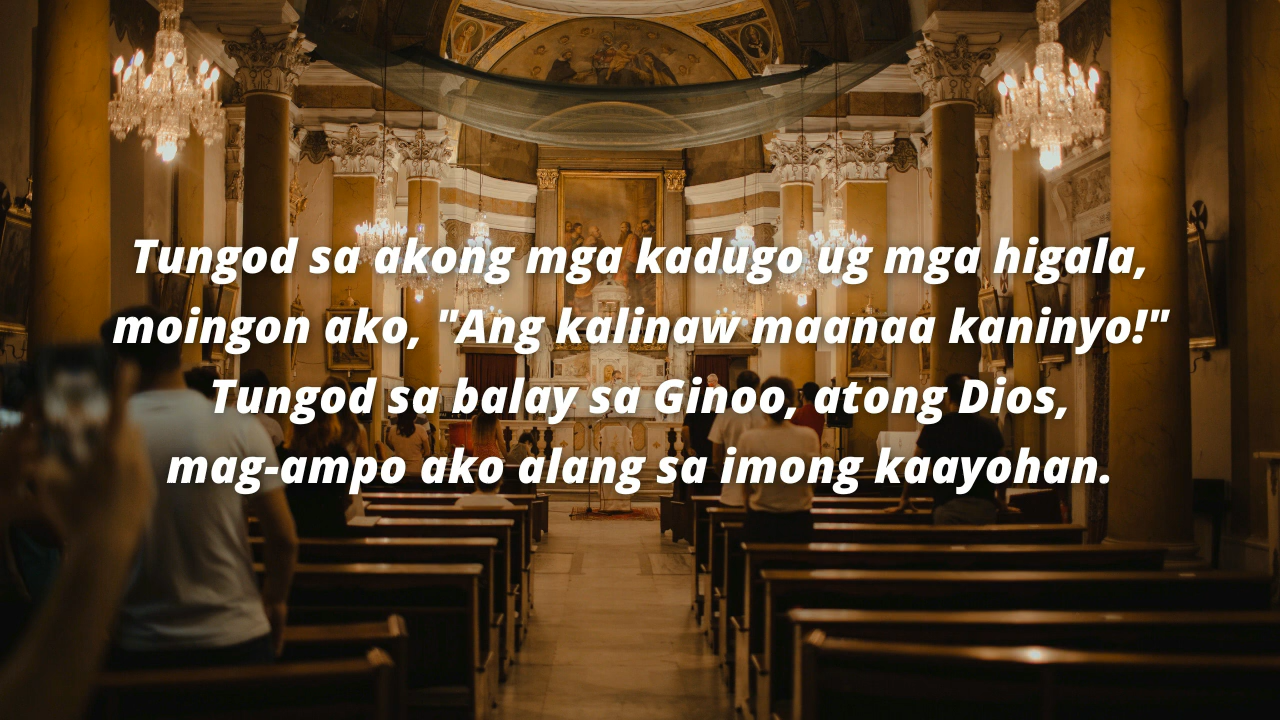 Tungod sa akong mga kadugo ug mga higala,
moingon ako, "Ang kalinaw maanaa kaninyo!"
Tungod sa balay sa Ginoo, atong Dios,
mag-ampo ako alang sa imong kaayohan.